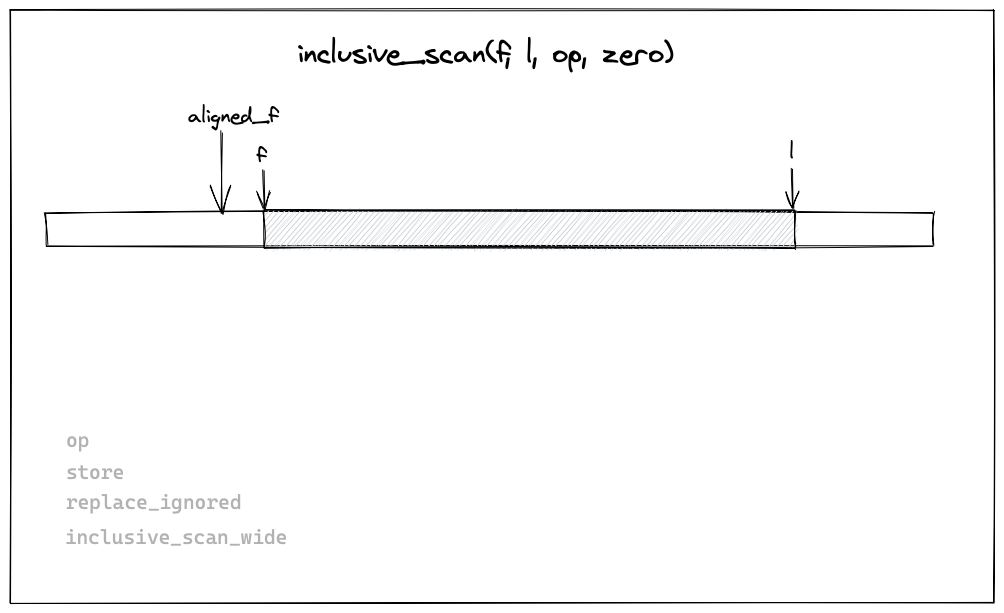 inclusive_scan(f, l, op, zero)
aligned_f
f
l
op
store
replace_ignored
inclusive_scan_wide